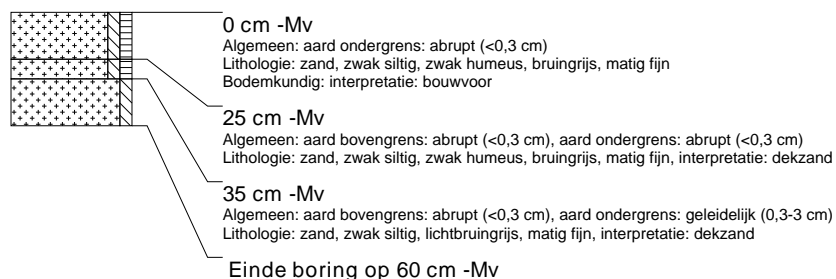 0 cm -Mv
Algemeen: aard ondergrens: abrupt (<0,3 cm)
Lithologie: zand, zwak siltig, zwak humeus, bruingrijs, matig fijn
Bodemkundig: interpretatie: bouwvoor
25 cm -Mv
Algemeen: aard bovengrens: abrupt (<0,3 cm), aard ondergrens: abrupt (<0,3 cm)
Lithologie: zand, zwak siltig, zwak humeus, bruingrijs, matig fijn, interpretatie: dekzand
35 cm -Mv
Algemeen: aard bovengrens: abrupt (<0,3 cm), aard ondergrens: geleidelijk (0,3-3 cm)
Lithologie: zand, zwak siltig, lichtbruingrijs, matig fijn, interpretatie: dekzand
Einde boring op 60 cm -Mv